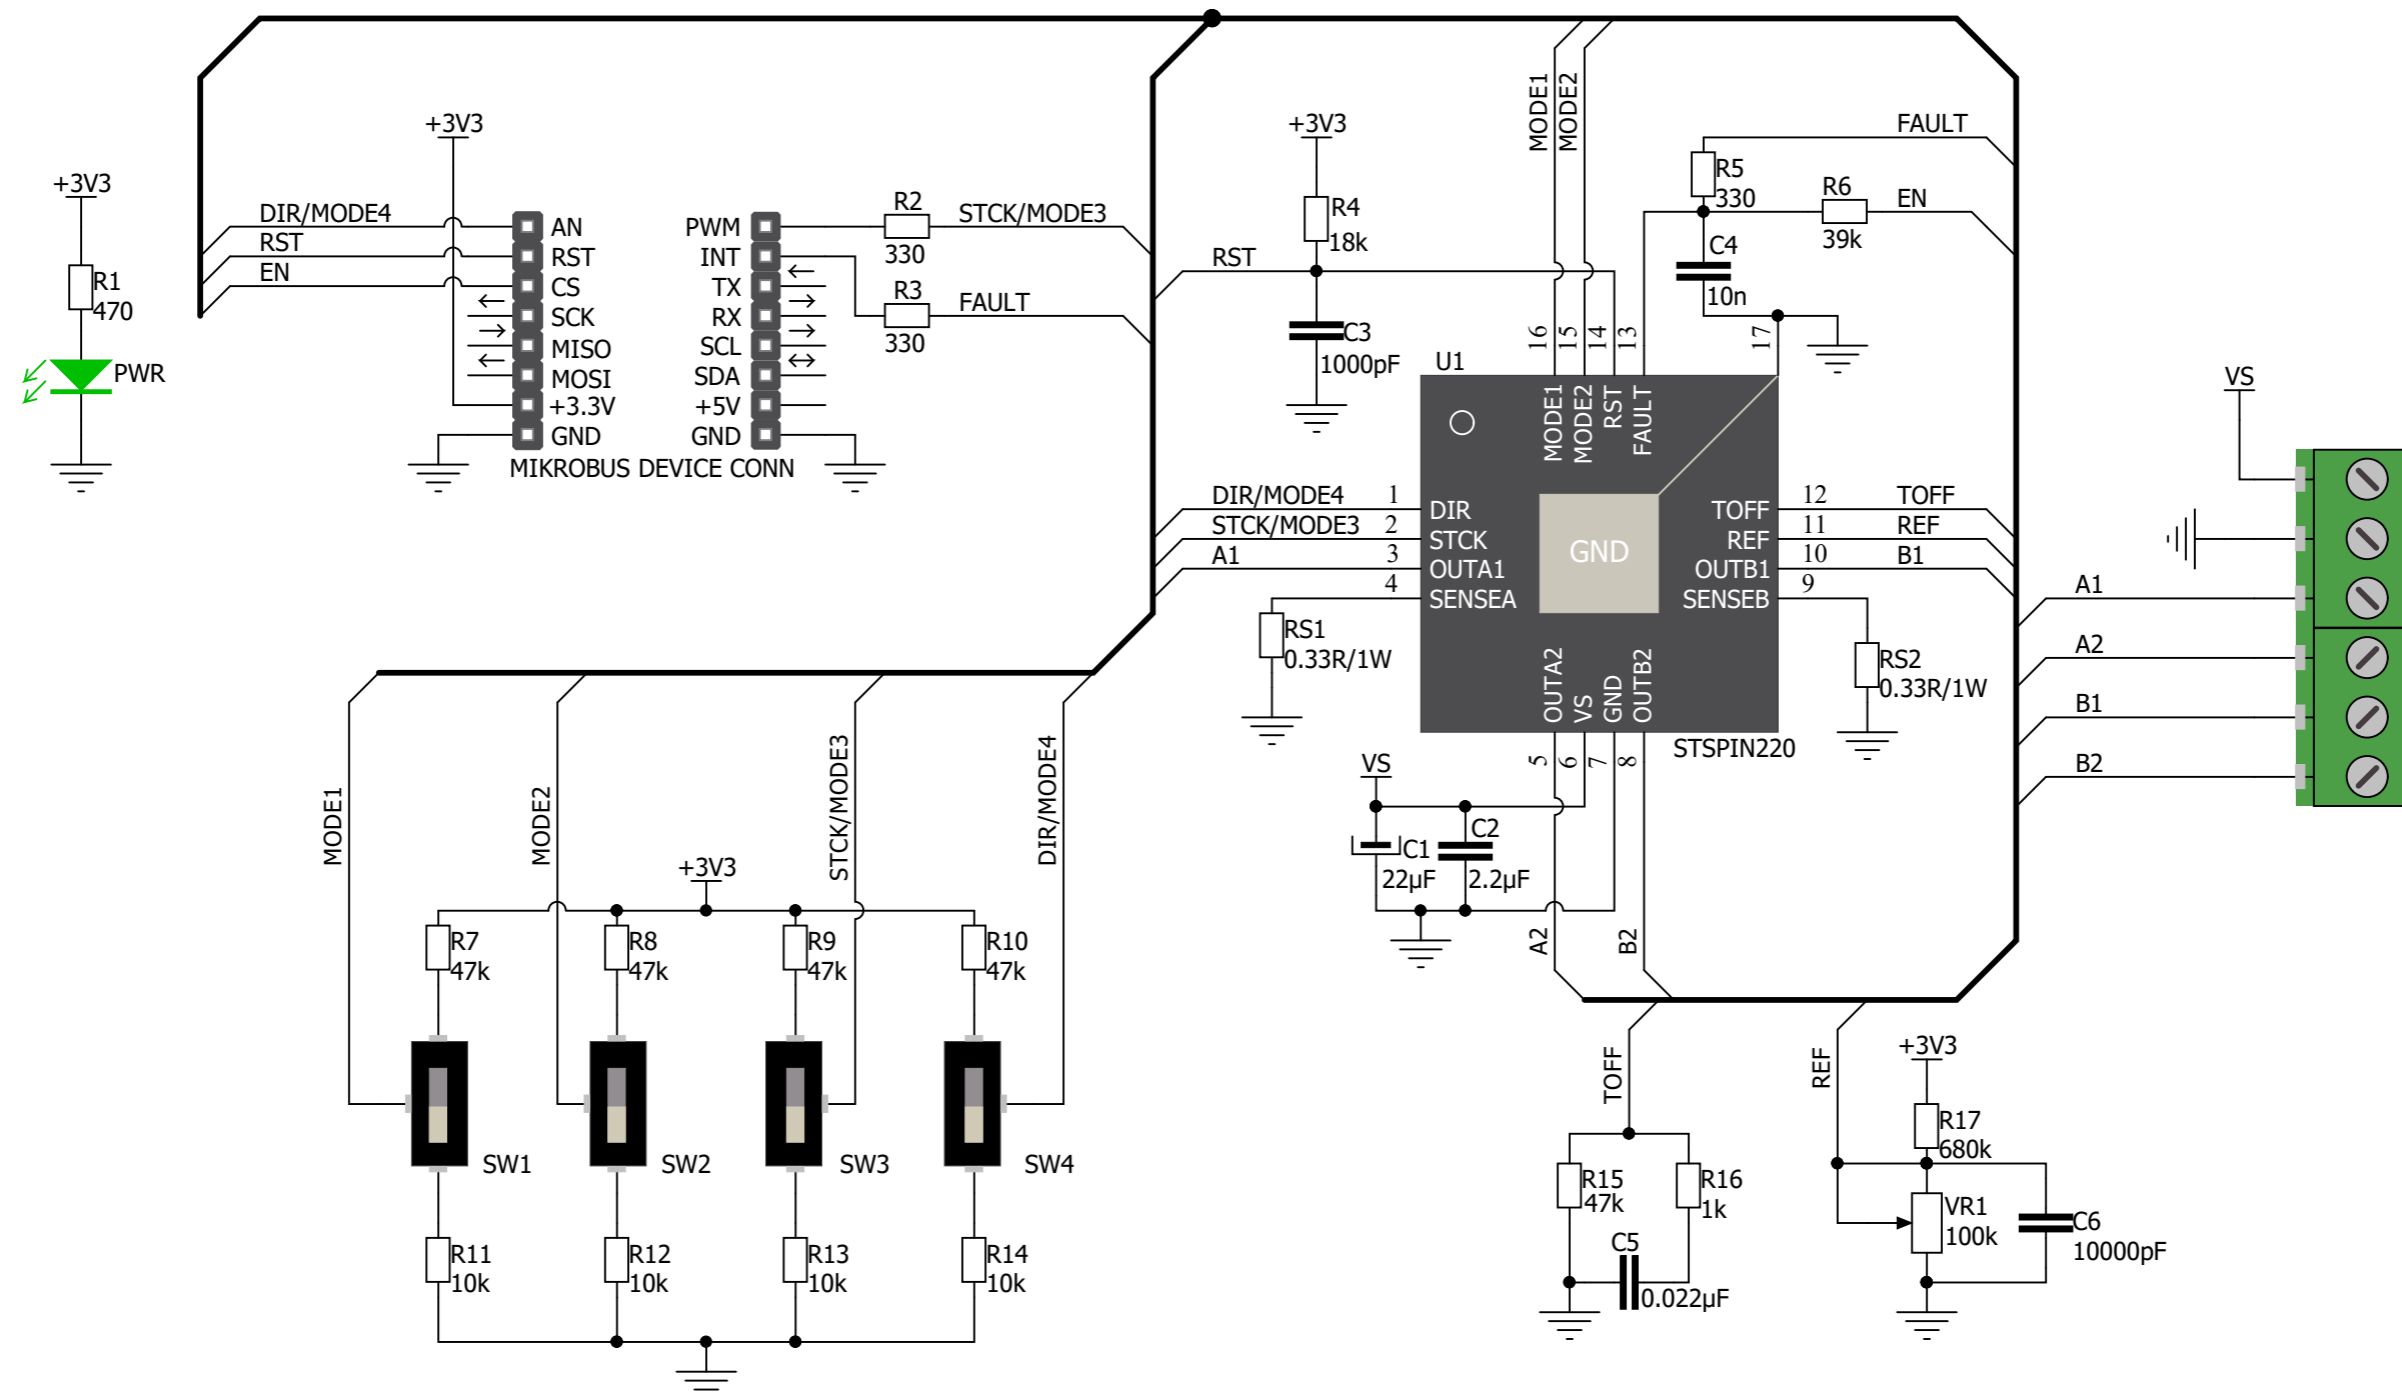 +3V3
R1
470
PWR
+3V3
DIR/MODE4
RST
EN
AN
RST
CS
SCK
MISO
MOSI
+3.3V
GND
PWM
INT
TX
RX
SCL
SDA
+5V
GND
MIKROBUS DEVICE CONN
R2
330
STCK/MODE3
R3
330
FAULT
+3V3
R4
18k
RST
C3
1000pF
MODE1
MODE2
FAULT
R5
330
R6
39k
EN
C4
10n
16
15
14
13
17
U1
MODE1
MODE2
RST
FAULT
DIR/MODE4
1
DIR
STCK/MODE3
2
STCK
A1
3
OUTA1
4
SENSEA
GND
TOFF
12
TOFF
REF
11
REF
OUTB1
10
B1
SENSEB
9
RS1
0.33R/1W
RS2
0.33R/1W
OUTA2
VS
GND
OUTB2
STSPIN220
5
6
7
8
VS
C1
22µF
C2
2.2µF
A2
B2
VS
A1
A2
B1
B2
MODE1
MODE2
STCK/MODE3
DIR/MODE4
+3V3
R7
47k
R8
47k
R9
47k
R10
47k
SW1
SW2
SW3
SW4
R11
10k
R12
10k
R13
10k
R14
10k
TOFF
R15
47k
R16
1k
C5
0.022µF
REF
+3V3
R17
680k
VR1
100k
C6
10000pF